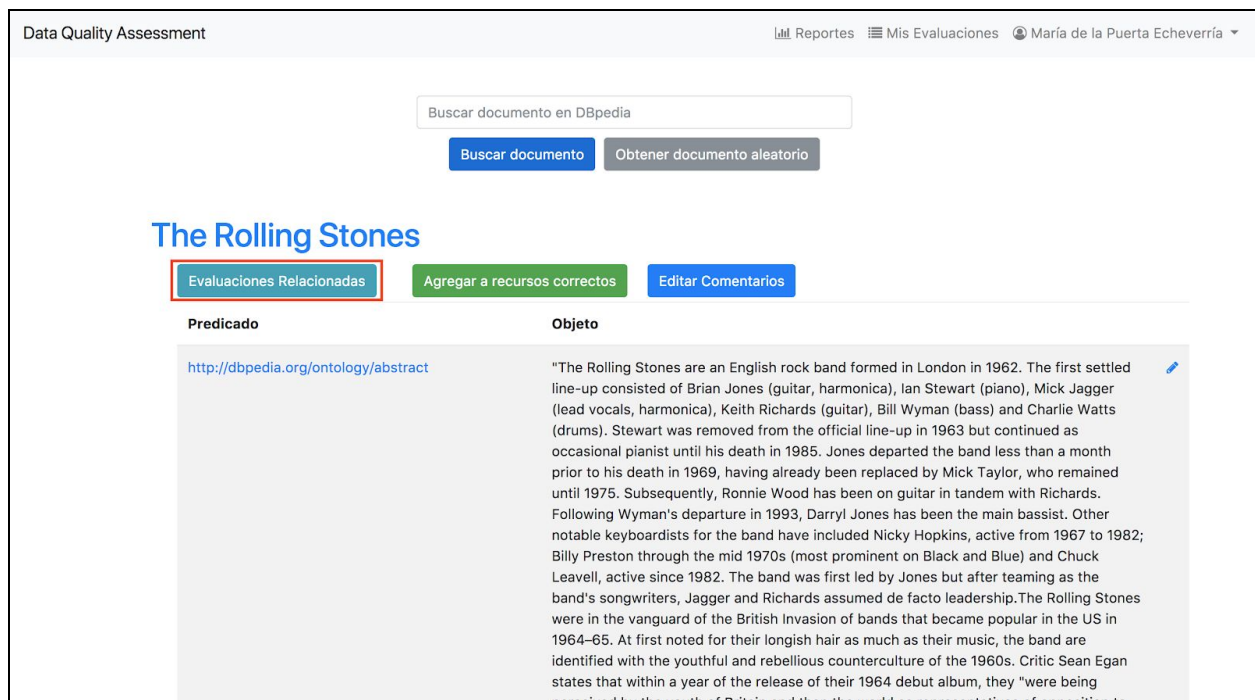 Data Quality Assessment
Reportes Mis Evaluaciones María de la Puerta Echeverría
Buscar documento en DBpedia
Buscar documento Obtener documento aleatorio
The Rolling Stones
Evaluaciones Relacionadas Agregar a recursos correctos Editar Comentarios
Predicado Objeto
http://dbpedia.org/ontology/abstract "The Rolling Stones are an English rock band formed in London in 1962. The first settled
line-up consisted of Brian Jones (guitar, harmonica), Ian Stewart (piano), Mick Jagger
(lead vocals, harmonica), Keith Richards (guitar), Bill Wyman (bass) and Charlie Watts
(drums). Stewart was removed from the official line-up in 1963 but continued as
occasional pianist until his death in 1985. Jones departed the band less than a month
prior to his death in 1969, having already been replaced by Mick Taylor, who remained
until 1975. Subsequently, Ronnie Wood has been on guitar in tandem with Richards.
Following Wyman's departure in 1993, Darryl Jones has been the main bassist. Other
notable keyboardists for the band have included Nicky Hopkins, active from 1967 to 1982;
Billy Preston through the mid 1970s (most prominent on Black and Blue) and Chuck
Leavell, active since 1982. The band was first led by Jones but after teaming as the
band's songwriters, Jagger and Richards assumed de facto leadership.The Rolling Stones
were in the vanguard of the British Invasion of bands that became popular in the US in
1964–65. At first noted for their longish hair as much as their music, the band are
identified with the youthful and rebellious counterculture of the 1960s. Critic Sean Egan
states that within a year of the release of their 1964 debut album, they "were being